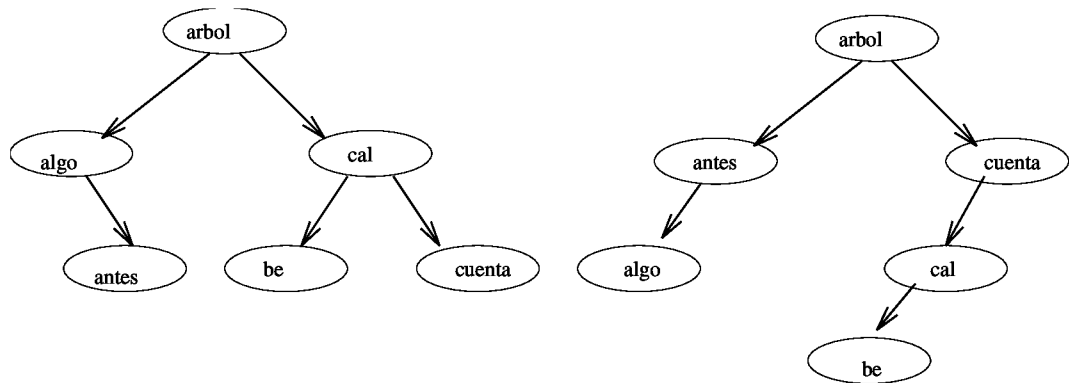 arbol
algo
cal
antes
be
cuenta
arbol
antes
cuenta
algo
cal
be